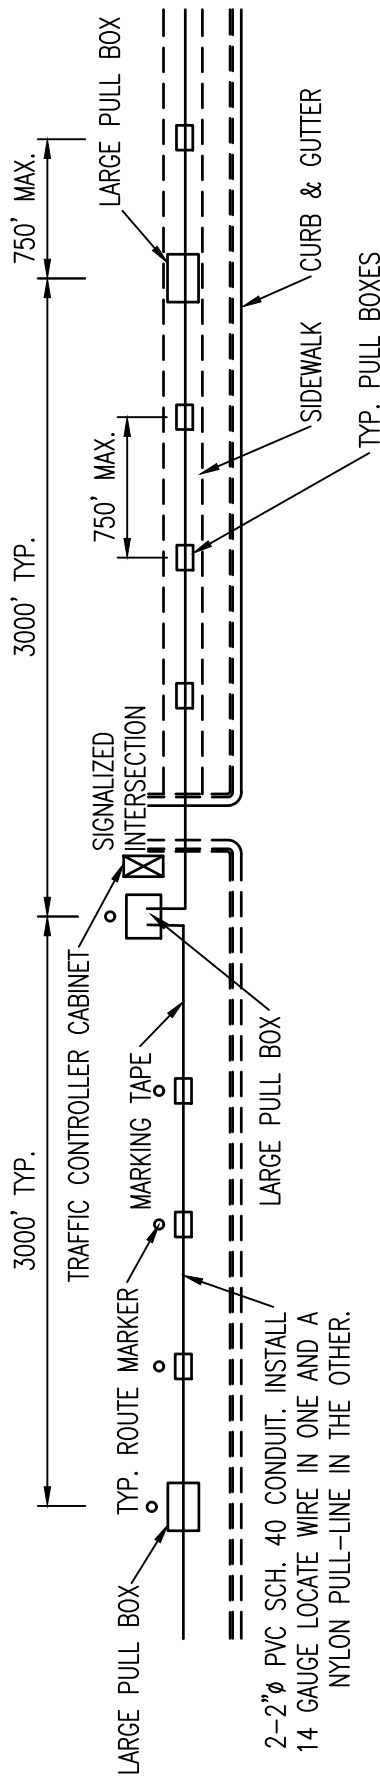 3000' TYP.
3000' TYP.
750' MAX.
TRAFFIC CONTROLLER CABINET
SIGNALIZED
INTERSECTION
750' MAX.
LARGE PULL BOX
LARGE PULL BOX
TYP. ROUTE MARKER
MARKING TAPE
LARGE PULL BOX
SIDEWALK
CURB & GUTTER
TYP. PULL BOXES
2-2"ø PVC SCH. 40 CONDUIT. INSTALL
14 GAUGE LOCATE WIRE IN ONE AND A
NYLON PULL-LINE IN THE OTHER.